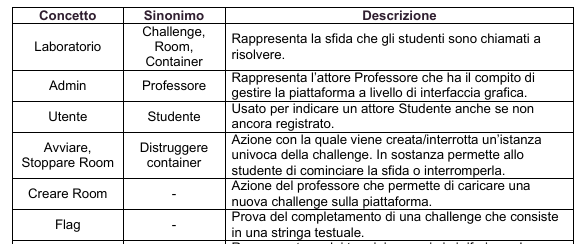 Concetto Sinonimo Descrizione
Laboratorio
Challenge,
Room,
Container
Rappresenta la sfida che gli studenti sono chiamati a
risolvere.
Admin
Professore
Rappresenta l'attore Professore che ha il compito di
gestire la piattaforma a livello di interfaccia grafica.
Utente
Studente
Usato per indicare un attore Studente anche se non
ancora registrato.
Avviare,
Stoppare Room
Distruggere
container
Azione con la quale viene creata/interrotta un'istanza
univoca della challenge. In sostanza permette allo
studente di cominciare la sfida o interromperla.
Creare Room
-
Azione del professore che permette di caricare una
nuova challenge sulla piattaforma.
Flag
-
Prova del completamento di una challenge che consiste
in una stringa testuale.